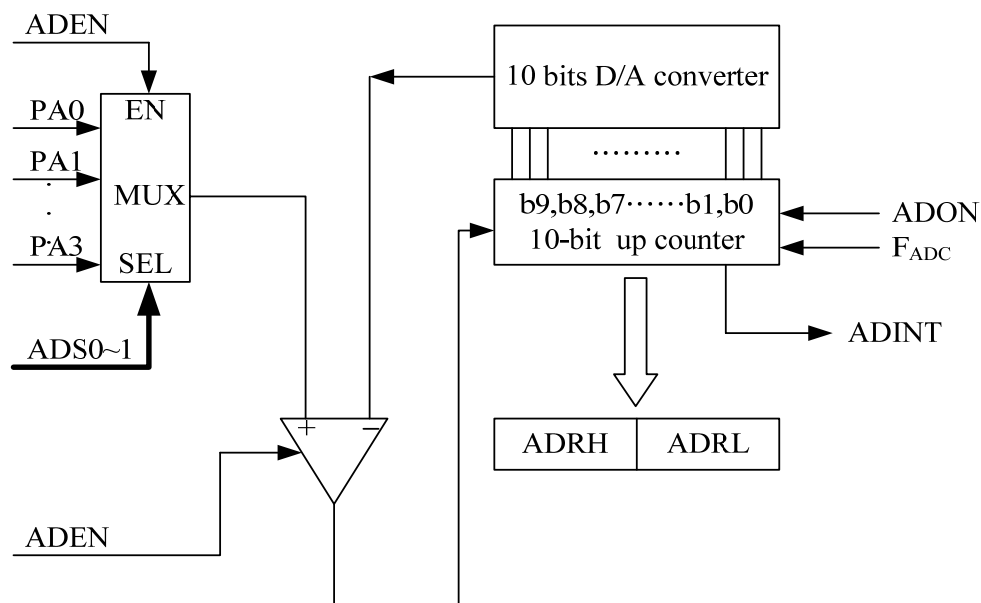 ADEN
EN
PA0
PA1
MUX
PA3
SEL
ADS0~1
ADEN
+
−
10 bits D/A converter
·········
b9,b8,b7······b1,b0
10-bit up counter
ADON
FADC
ADINT
ADRH
ADRL